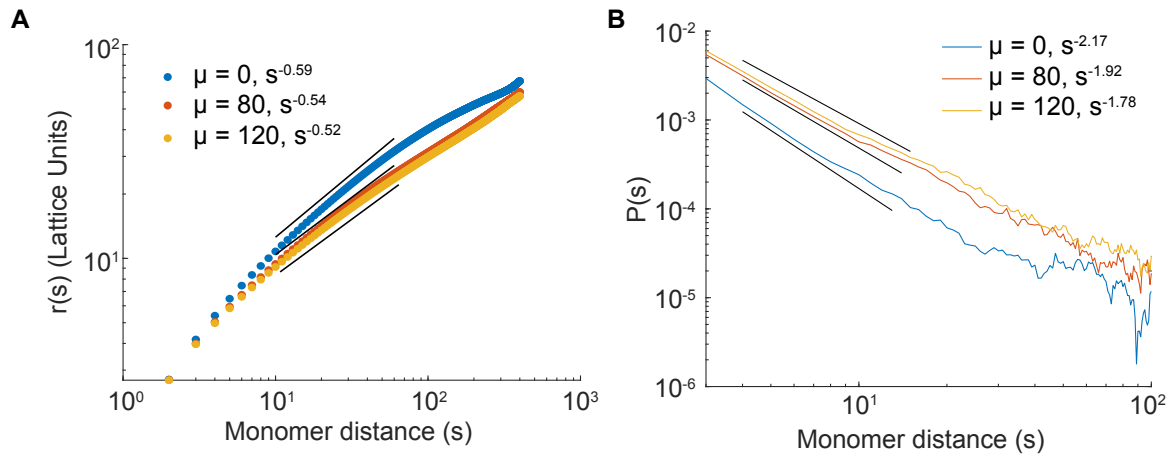 A
r(s) (Lattice Units)
10²
10¹
μ = 0, s^-0.59
μ = 80, s^-0.54
μ = 120, s^-0.52
10⁰ 10¹ 10² 10³
Monomer distance (s)
B
P(s)
10⁻²
10⁻³
10⁻⁴
10⁻⁵
10⁻⁶
μ = 0, s^-2.17
μ = 80, s^-1.92
μ = 120, s^-1.78
10¹ 10²
Monomer distance (s)